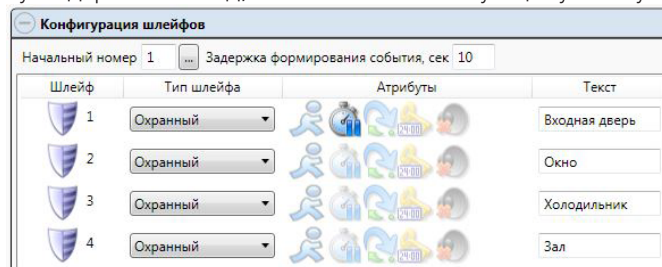 Конфигурация шлейфов
Начальный номер 1 ... Задержка формирования события, сек 10
Шлейф Тип шлейфа Атрибуты Текст
1 Охранный Входная дверь
2 Охранный Окно
3 Охранный Холодильник
4 Охранный Зал